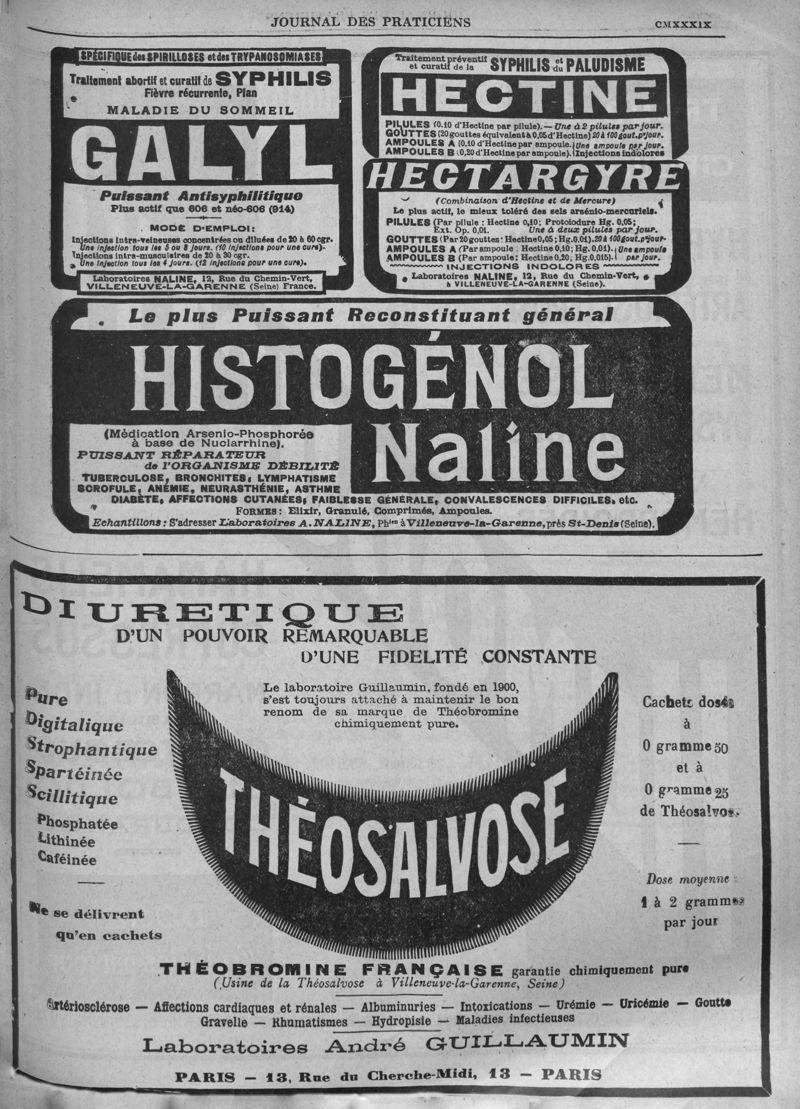 JOURNAL DES PRATICIENS
CMXXXIX
SPÉCIFIQUE des SPIRILLOSES et des TRYPANOSOMIASES
Traitement abortif et curatif de SYPHILIS
Fièvre récurrente, Pian
MALADIE DU SOMMEIL
GALYL
Puissant Antisyphilitique
Plus actif que 606 et néo-606 (914)
MODE D'EMPLOI:
Injections intra-veineuses concentrées ou diluées de 20 à 60 cgr.
Une injection tous les 5 ou 8 jours. (10 injections pour une cure).
Injections intra-musculaires de 20 à 30 cgr.
Une injection tous les 4 jours. (12 injections pour une cure).
Laboratoires NALINE, 12, Rue du Chemin-Vert,
VILLENEUVE-LA-GARENNE (Seine) France.
Traitement préventif et curatif de la SYPHILIS et du PALUDISME
HECTINE
PILULES (0.10 d'Hectine par pilule). — Une à 2 pilules par jour.
GOUTTES (20 gouttes équivalent à 0,05 d'Hectine) 20 à 100 gout. p. jour.
AMPOULES A (0,10 d'Hectine par ampoule. Une ampoule par jour.
AMPOULES B (0,20 d'Hectine par ampoule). Injections indolores
HECTARGYRE
(Combinaison d'Hectine et de Mercure)
Le plus actif, le mieux toléré des sels arsénio-mercuriels.
PILULES (Par pilule : Hectine 0,10; Protoiodure Hg. 0,05;
Ext. Op. 0,01. Une à deux pilules par jour.
GOUTTES (Par 20 gouttes: Hectine 0,05; Hg. 0,01). 20 à 100 gout. p. jour.
AMPOULES A (Par ampoule: Hectine 0,10; Hg. 0,01). Une ampoule
AMPOULES B (Par ampoule: Hectine 0,20; Hg. 0,015). par jour.
INJECTIONS INDOLORES
Laboratoires NALINE, 12, Rue du Chemin-Vert,
à VILLENEUVE-LA-GARENNE (Seine).
Le plus Puissant Reconstituant général
HISTOGÉNOL
Naline
(Médication Arsenio-Phosphorée
à base de Nuclarrhine).
PUISSANT RÉPARATEUR
de l'ORGANISME DÉBILITÉ
TUBERCULOSE, BRONCHITES, LYMPHATISME
SCROFULE, ANÉMIE, NEURASTHÉNIE, ASTHME
DIABÈTE, AFFECTIONS CUTANÉES, FAIBLESSE GÉNÉRALE, CONVALESCENCES DIFFICILES, etc.
FORMES: Elixir, Granulé, Comprimés, Ampoules.
Echantillons: S'adresser Laboratoires A. NALINE, Phien à Villeneuve-la-Garenne, près St-Denis (Seine).
DIURETIQUE
D'UN POUVOIR REMARQUABLE
D'UNE FIDELITÉ CONSTANTE
Le laboratoire Guillaumin, fondé en 1900,
s'est toujours attaché à maintenir le bon
renom de sa marque de Théobromine
chimiquement pure.
Pure
Digitalique
Strophantique
Spartéinée
Scillitique
Phosphatée
Lithinée
Caféinée
Ne se délivrent
qu'en cachets
THÉOSALVOSE
Cachets dosés
à
0 gramme 50
et à
0 gramme 25
de Théosalvose
Dose moyenne :
1 à 2 grammes
par jour
THÉOBROMINE FRANÇAISE garantie chimiquement pure
(Usine de la Théosalvose à Villeneuve-la-Garenne, Seine)
Artériosclérose — Affections cardiaques et rénales — Albuminuries — Intoxications — Urémie — Uricémie — Goutte
Gravelle — Rhumatismes — Hydropisie — Maladies infectieuses
Laboratoires André GUILLAUMIN
PARIS — 13, Rue du Cherche-Midi, 13 — PARIS